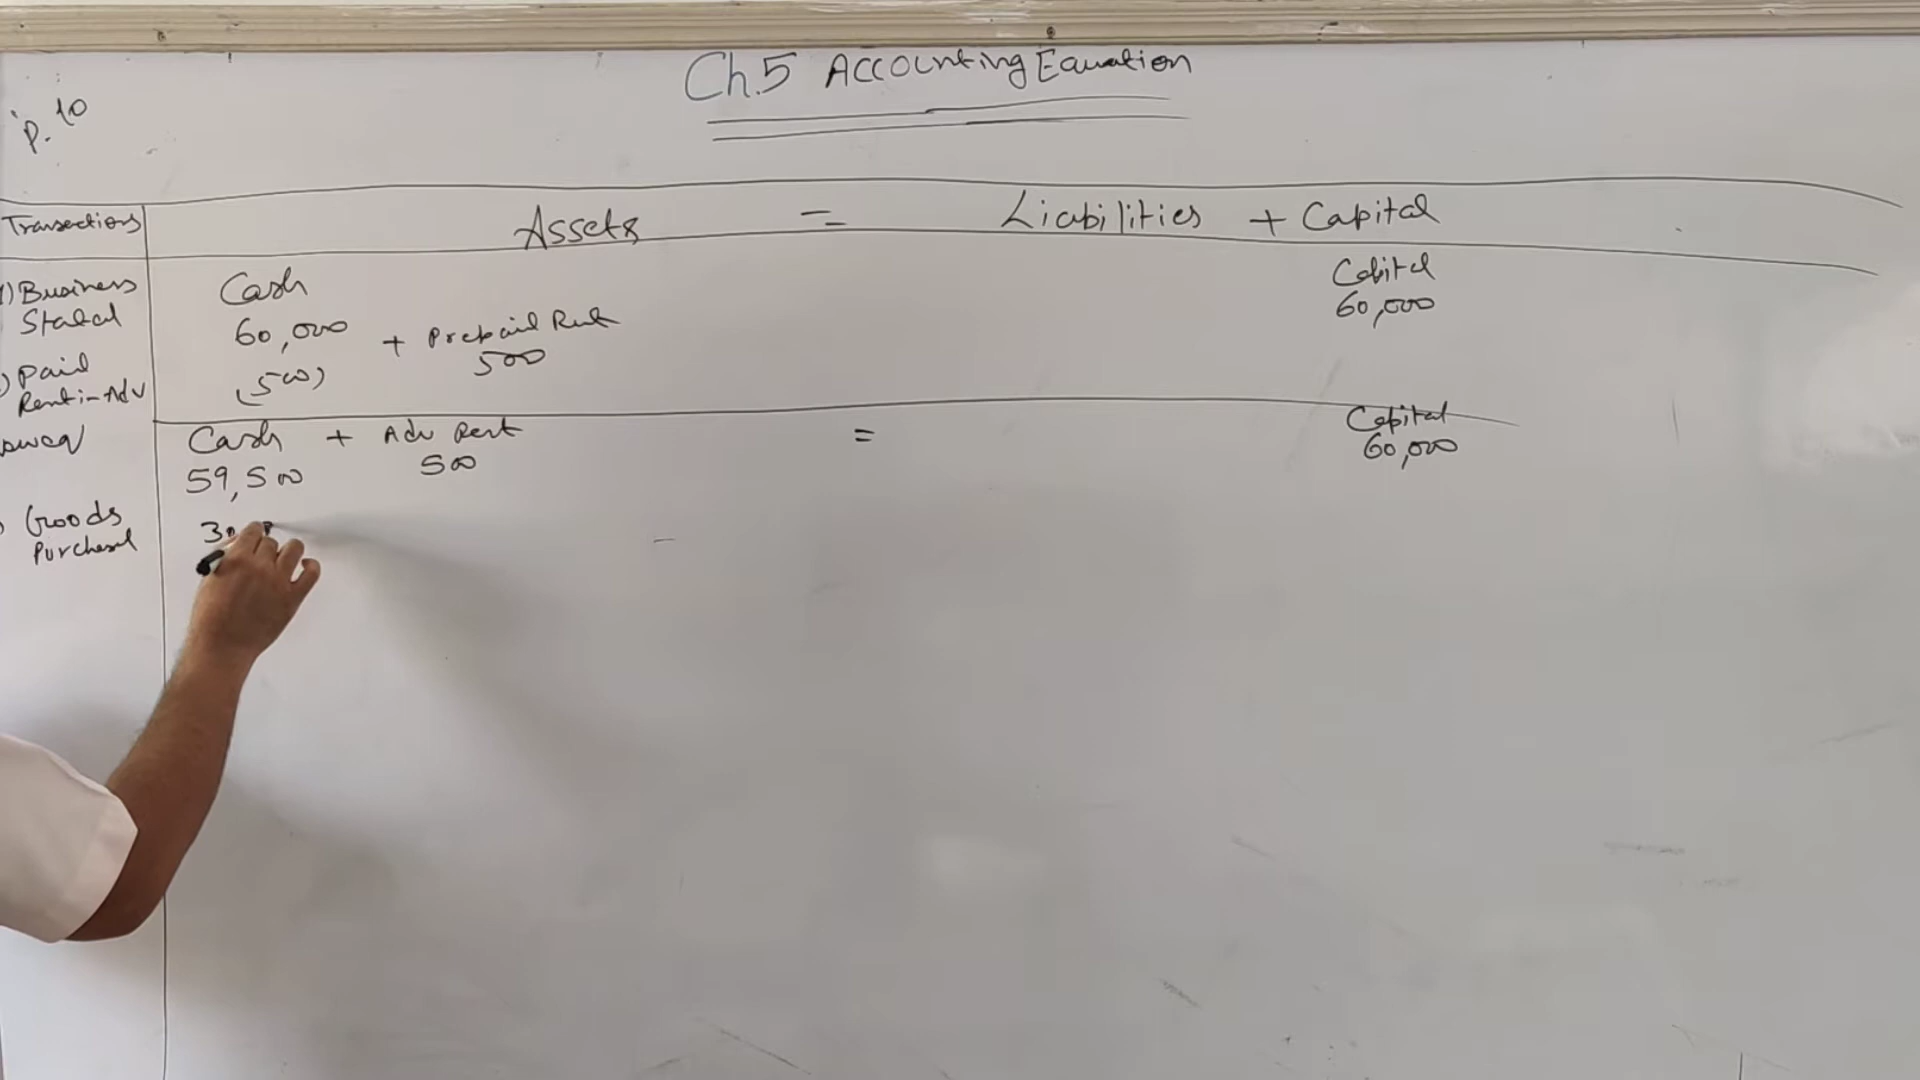 Ch.5 Accounting Equation
P. 10
Transactions
Assets = Liabilities + Capital
1) Business
Cash
Capital
60,000
60,000 + Prepaid Rent
500
Paid
(500)
Rent in Adv
Cash + Adv Rent = Capital
59,500
500
60,000
Goods
Purchased